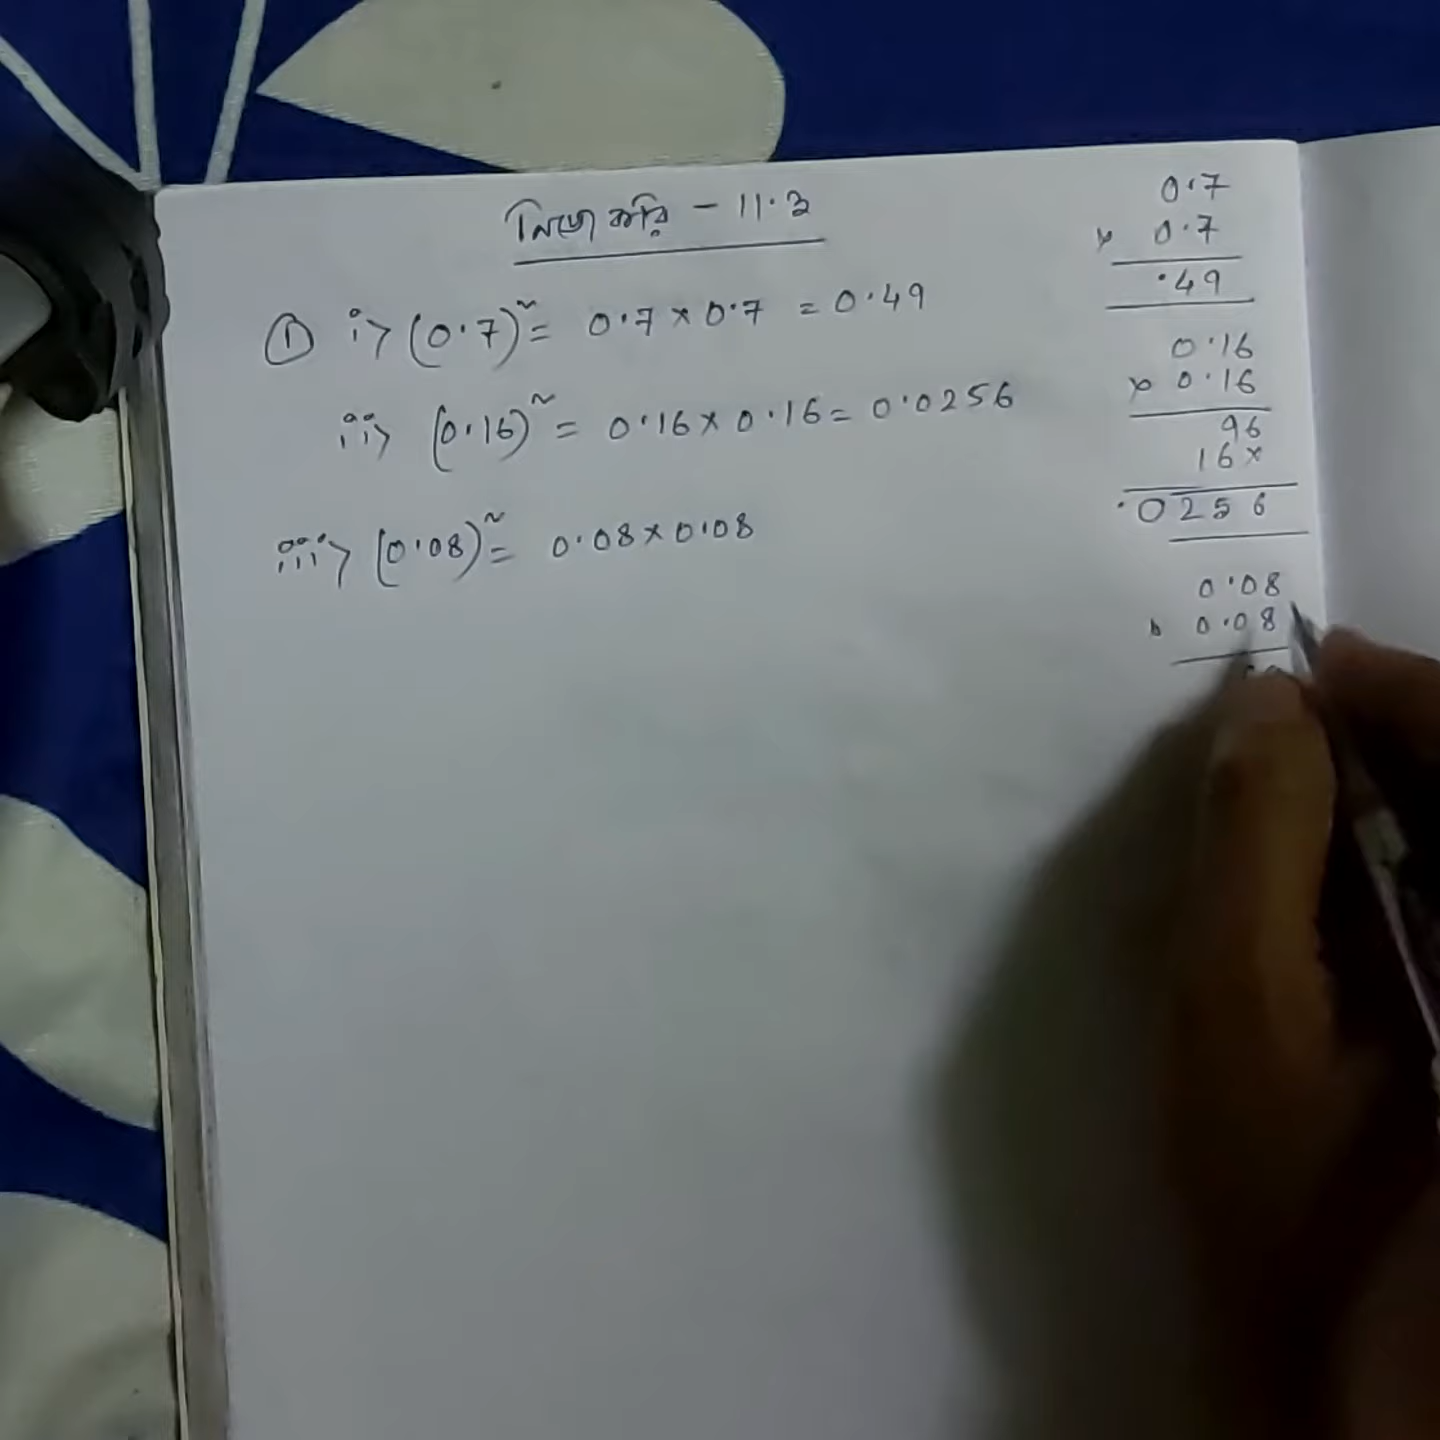 নিজে করি - 11.3
① i> (0.7)² = 0.7 × 0.7 = 0.49
ii> (0.16)² = 0.16 × 0.16 = 0.0256
iii> (0.08)² = 0.08 × 0.08
0.7
× 0.7
.49
0.16
× 0.16
96
16×
.0256
0.08
× 0.08